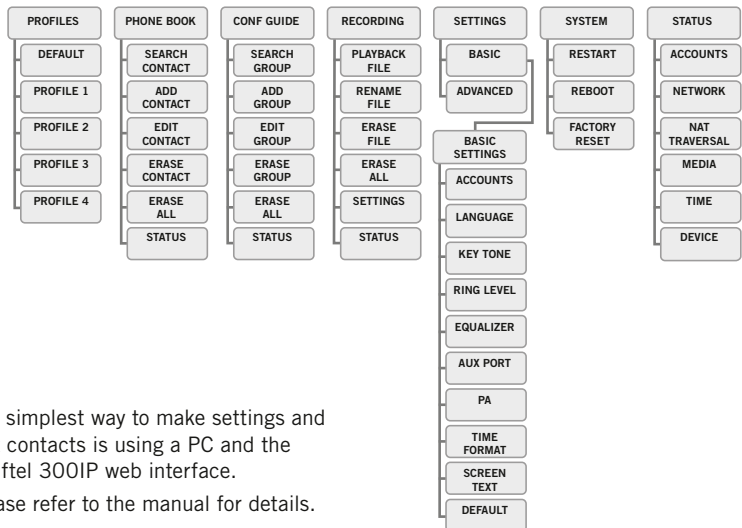 PROFILES
DEFAULT
PROFILE 1
PROFILE 2
PROFILE 3
PROFILE 4
PHONE BOOK
SEARCH
CONTACT
ADD
CONTACT
EDIT
CONTACT
ERASE
CONTACT
ERASE
ALL
STATUS
CONF GUIDE
SEARCH
GROUP
ADD
GROUP
EDIT
GROUP
ERASE
GROUP
ERASE
ALL
STATUS
RECORDING
PLAYBACK
FILE
RENAME
FILE
ERASE
FILE
ERASE
ALL
SETTINGS
STATUS
SETTINGS
BASIC
ADVANCED
BASIC
SETTINGS
ACCOUNTS
LANGUAGE
KEY TONE
RING LEVEL
EQUALIZER
AUX PORT
PA
TIME
FORMAT
SCREEN
TEXT
DEFAULT
SYSTEM
RESTART
REBOOT
FACTORY
RESET
STATUS
ACCOUNTS
NETWORK
NAT
TRAVERSAL
MEDIA
TIME
DEVICE
simplest way to make settings and
contacts is using a PC and the
ftel 300IP web interface.
ase refer to the manual for details.